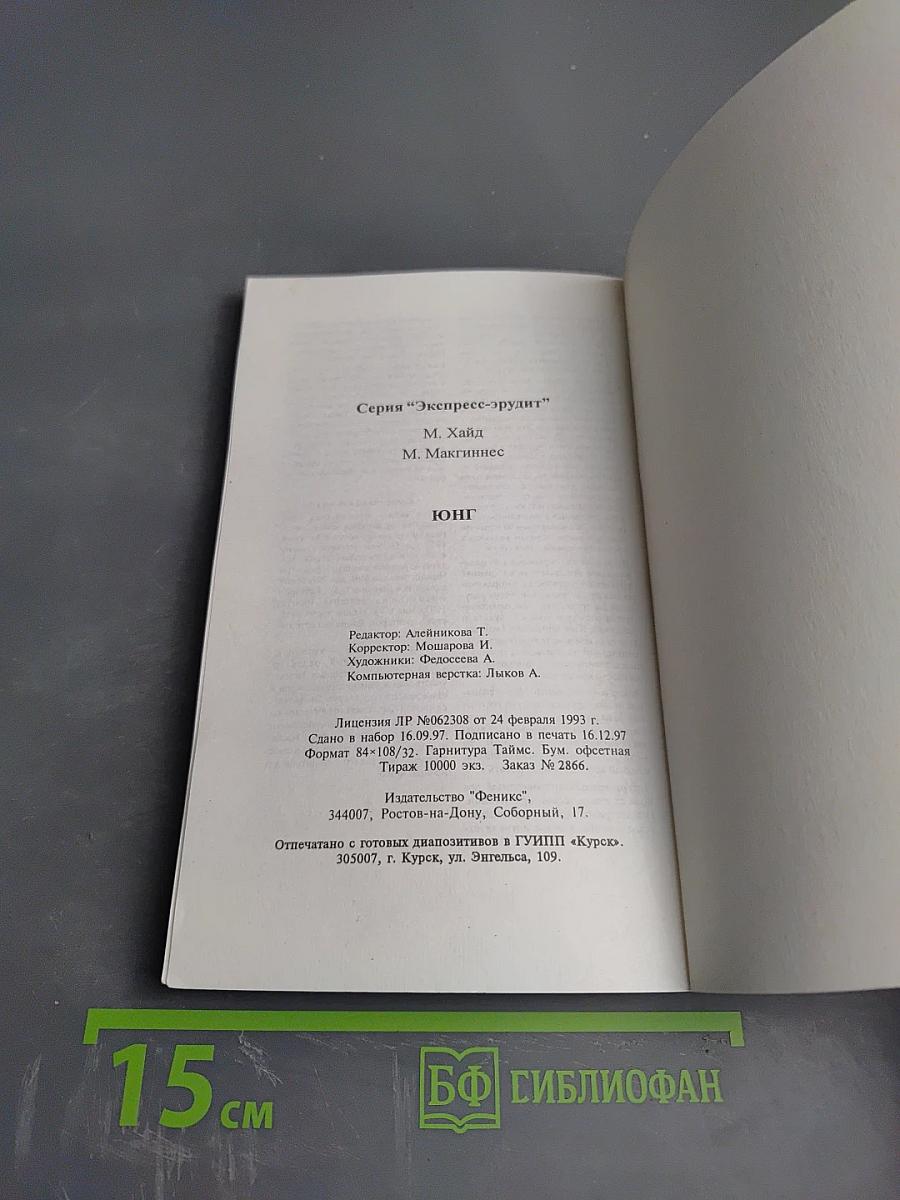 Серия “Экспресс-эрудит”
М. Хайд
М. Макгиннес
ЮНГ
Редактор: Алейникова Т.
Корректор: Мошарова И.
Художники: Федосеева А.
Компьютерная верстка: Лыков А.
Лицензия ЛР №062308 от 24 февраля 1993 г.
Сдано в набор 16.09.97. Подписано в печать 16.12.97
Формат 84×108/32. Гарнитура Таймс. Бум. офсетная
Тираж 10000 экз. Заказ № 2866.
Издательство "Феникс",
344007, Ростов-на-Дону, Соборный, 17.
Отпечатано с готовых диапозитивов в ГУИПП «Курск».
305007, г. Курск, ул. Энгельса, 109.
15 см БФ БИБЛИОФАН